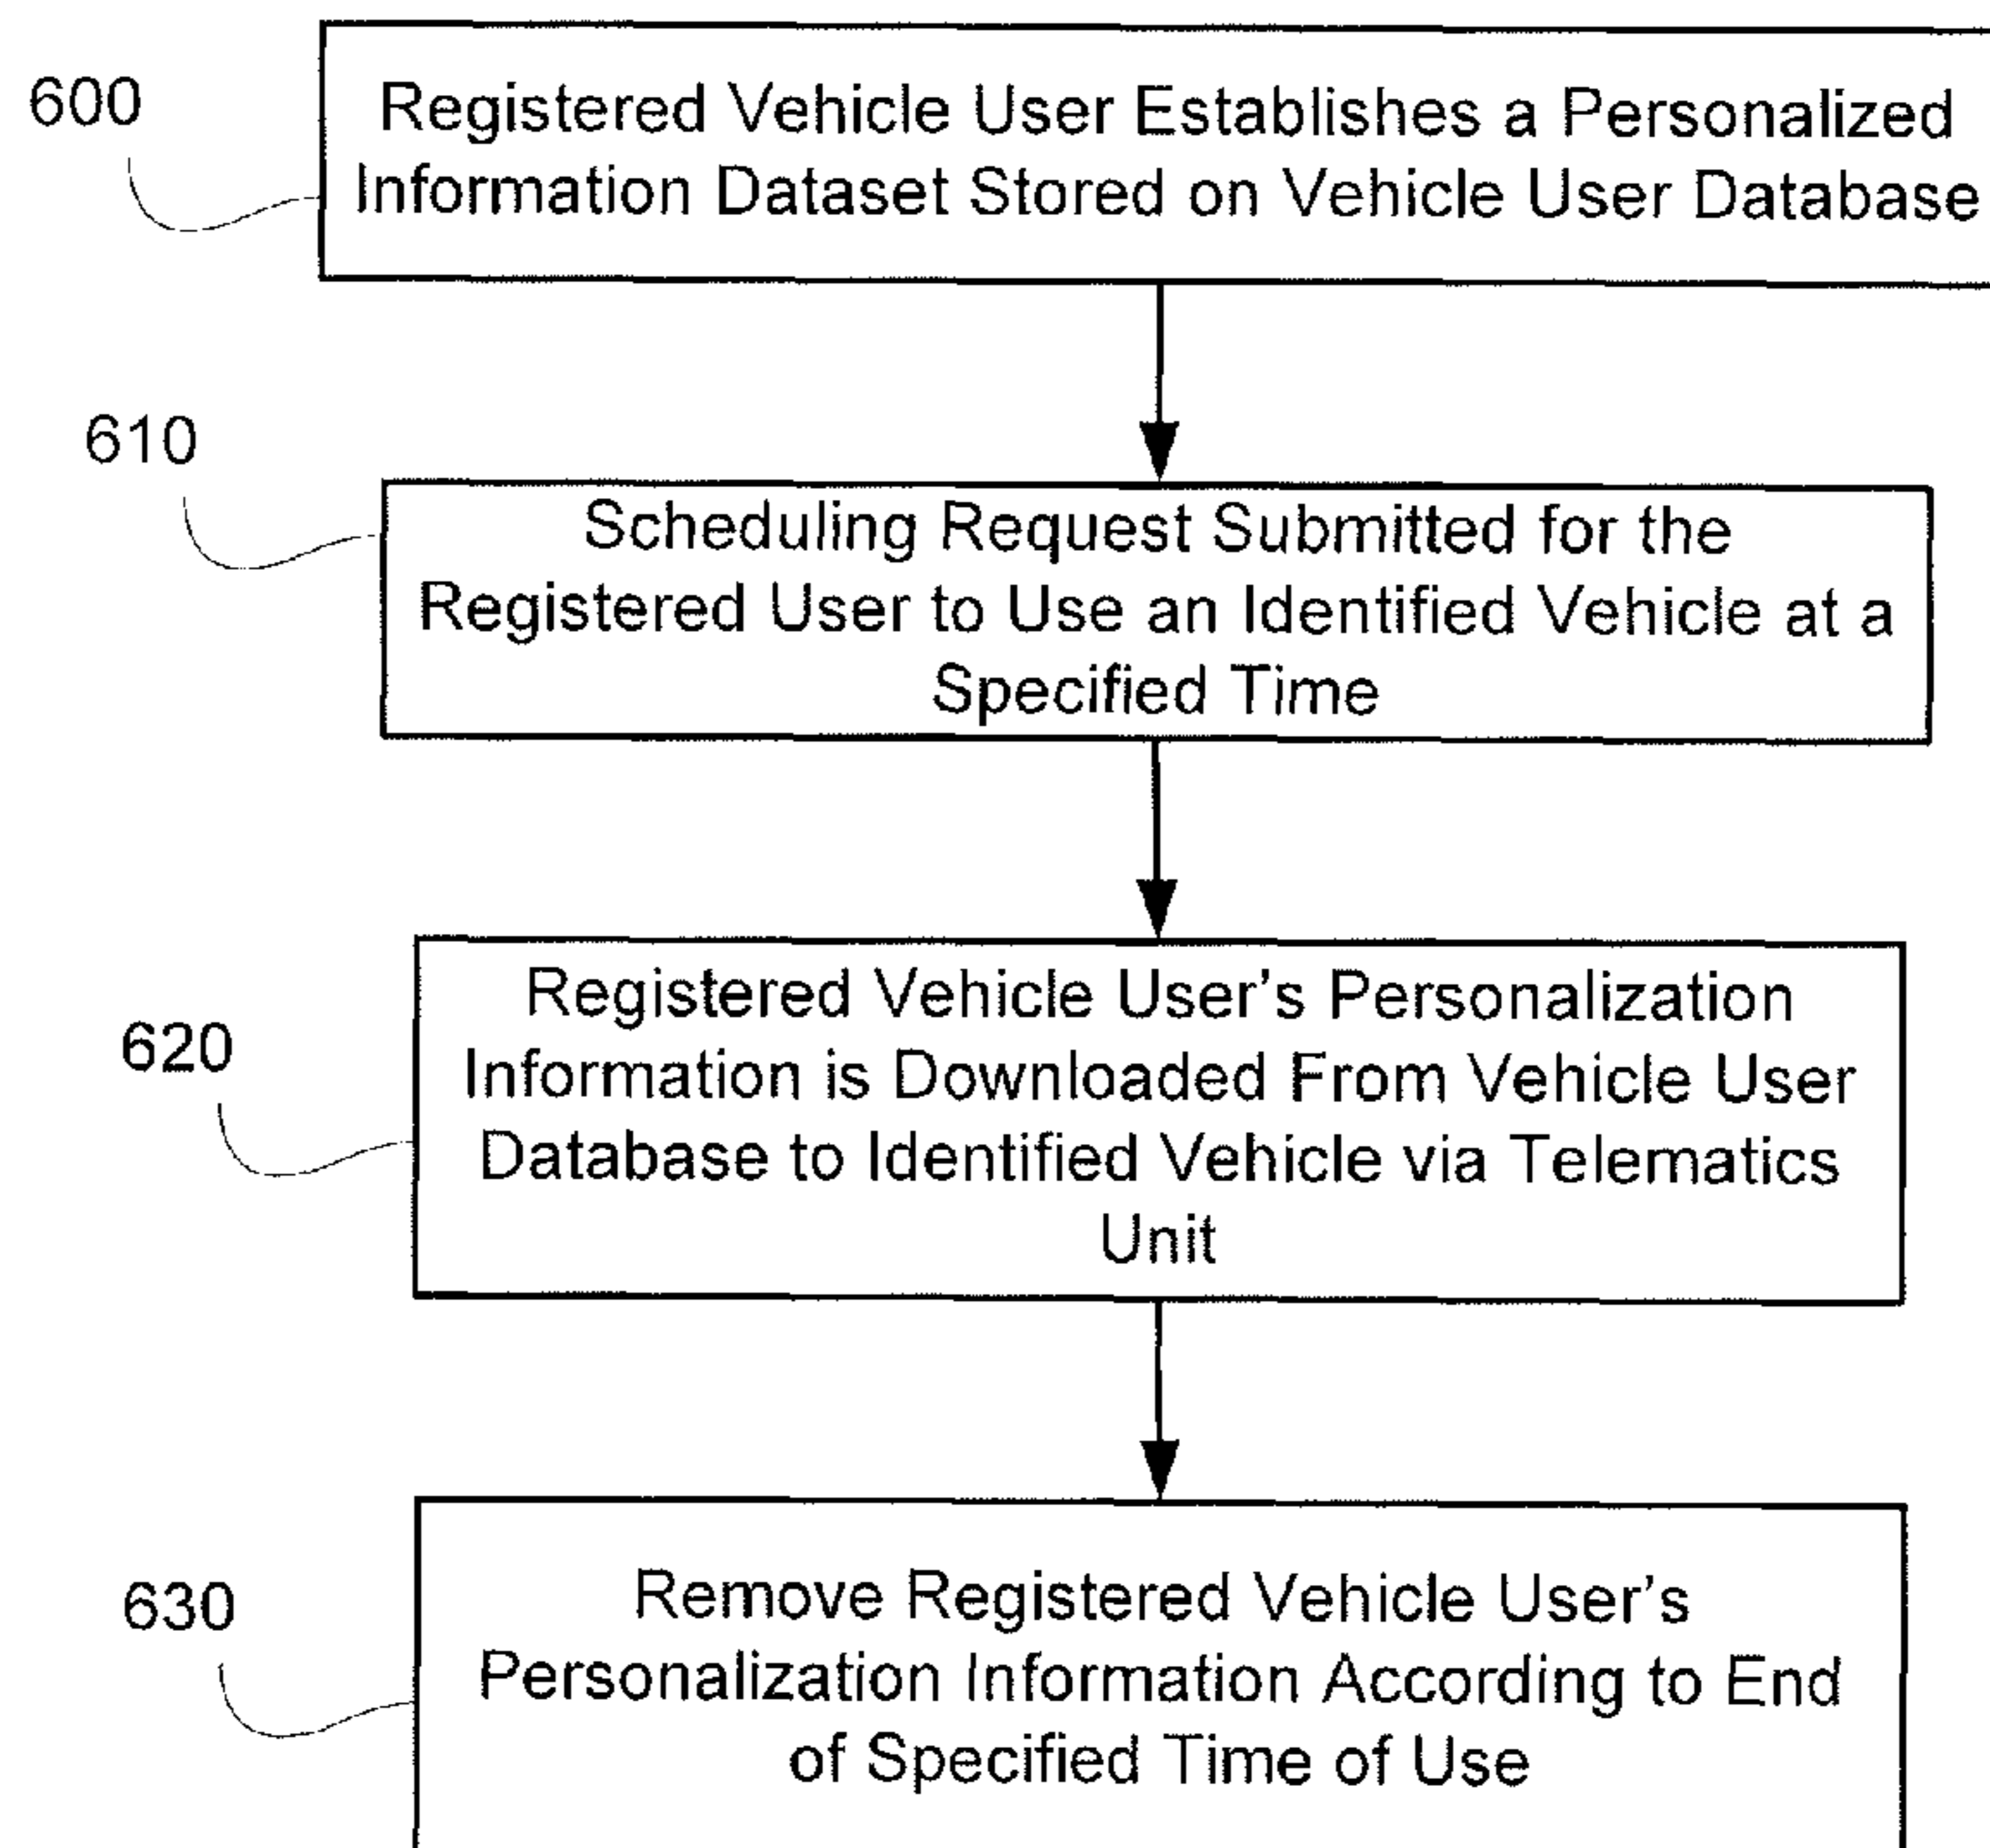 600
Registered Vehicle User Establishes a Personalized
Information Dataset Stored on Vehicle User Database
610
Scheduling Request Submitted for the
Registered User to Use an Identified Vehicle at a
Specified Time
620
Registered Vehicle User's Personalization
Information is Downloaded From Vehicle User
Database to Identified Vehicle via Telematics
Unit
630
Remove Registered Vehicle User's
Personalization Information According to End
of Specified Time of Use